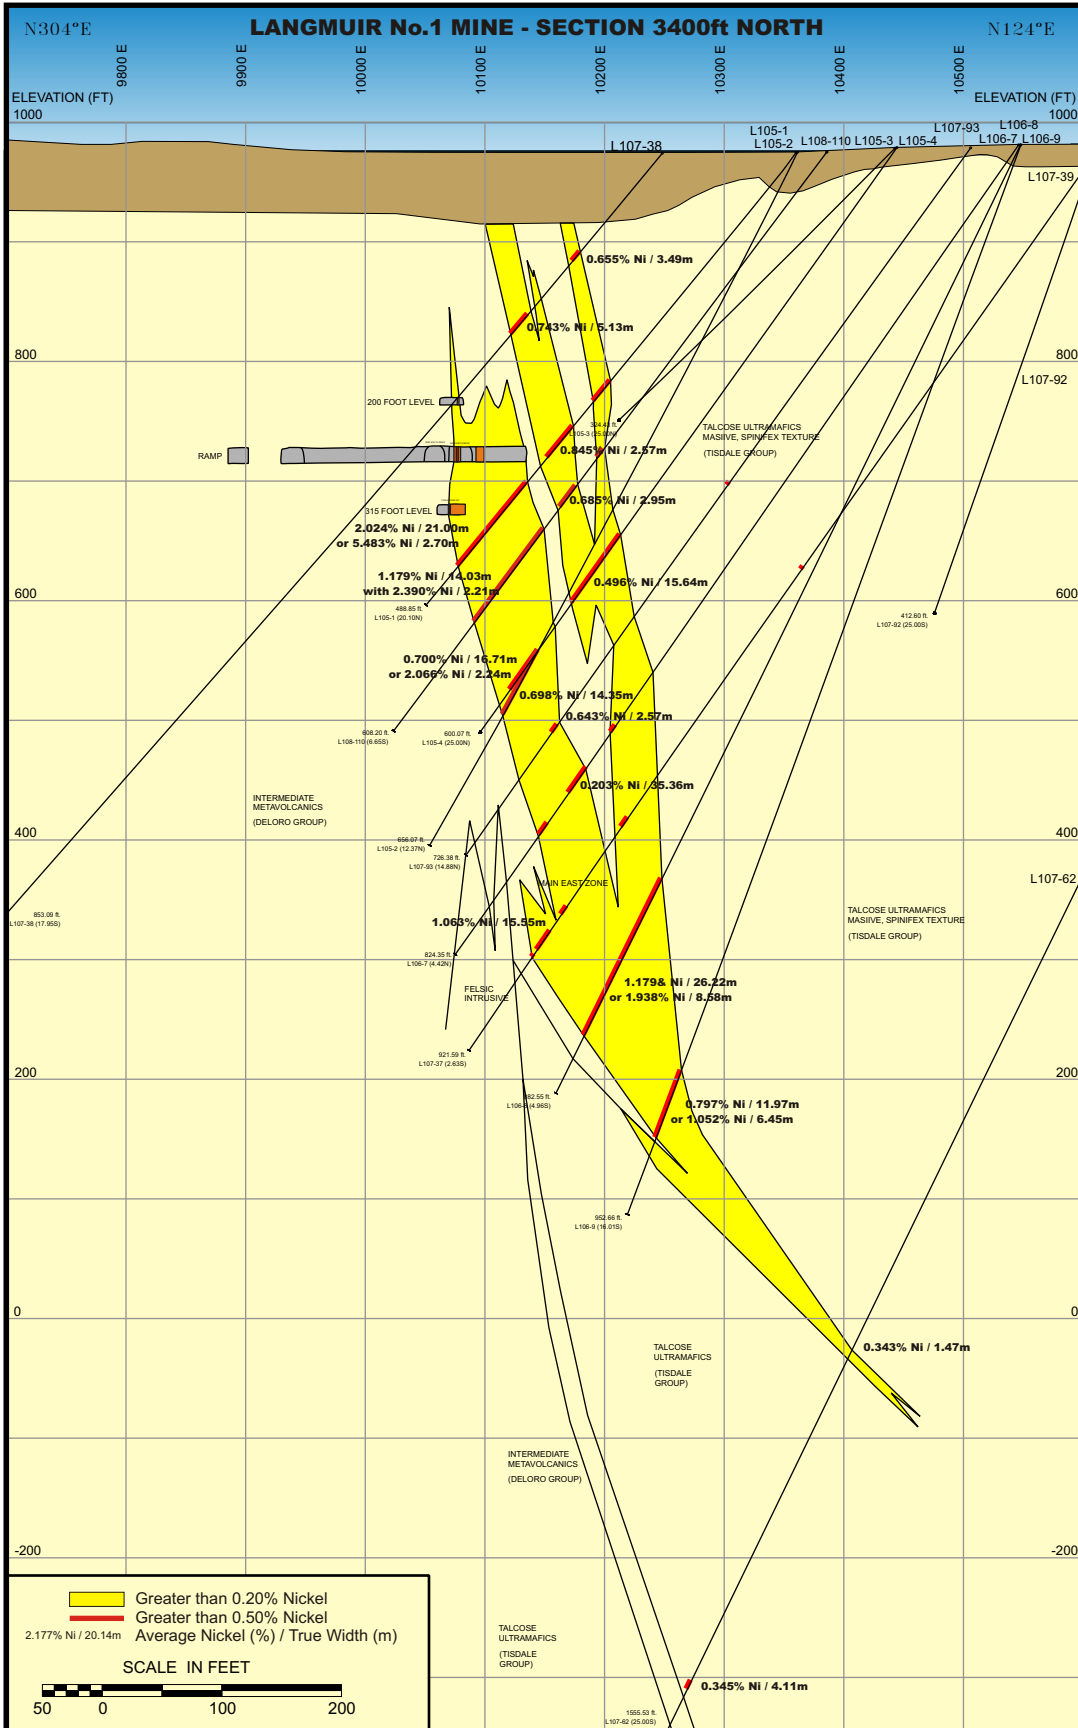 N304°E
LANGMUIR No.1 MINE - SECTION 3400ft NORTH
N124°E
9800 E
9900 E
10000 E
10100 E
10200 E
10300 E
10400 E
10500 E
ELEVATION (FT)
ELEVATION (FT)
1000
1000
L107-38
L105-1
L105-2
L108-110
L105-3
L105-4
L107-93
L106-8
L106-7
L106-9
L107-39
0.655% Ni / 3.49m
0.743% Ni / 5.13m
800
800
L107-92
200 FOOT LEVEL
324.43 ft.
L105-3 (25.00N)
TALCOSE ULTRAMAFICS
MASIIVE, SPINIFEX TEXTURE
(TISDALE GROUP)
RAMP
0.845% Ni / 2.57m
0.685% Ni / 2.95m
315 FOOT LEVEL
2.024% Ni / 21.00m
or 5.483% Ni / 2.70m
1.179% Ni / 14.03m
with 2.390% Ni / 2.21m
0.496% Ni / 15.64m
600
600
488.85 ft.
L105-1 (20.10N)
412.60 ft.
L107-92 (25.00S)
0.700% Ni / 16.71m
or 2.066% Ni / 2.24m
0.698% Ni / 14.35m
0.643% Ni / 2.57m
608.20 ft.
L108-110 (6.65S)
600.07 ft.
L105-4 (25.00N)
0.203% Ni / 35.36m
INTERMEDIATE
METAVOLCANICS
(DELORO GROUP)
400
400
656.07 ft.
L105-2 (12.37N)
726.38 ft.
L107-93 (14.88N)
MAIN EAST ZONE
L107-62
853.09 ft.
L107-38 (17.95S)
1.063% Ni / 15.55m
TALCOSE ULTRAMAFICS
MASIIVE, SPINIFEX TEXTURE
(TISDALE GROUP)
824.35 ft.
L106-7 (4.42N)
FELSIC
INTRUSIVE
1.179& Ni / 26.22m
or 1.938% Ni / 8.58m
921.59 ft.
L107-37 (2.63S)
200
200
82.55 ft.
L106-8 (4.96S)
0.797% Ni / 11.97m
or 1.052% Ni / 6.45m
952.66 ft.
L106-9 (16.01S)
0
0
TALCOSE
ULTRAMAFICS
(TISDALE
GROUP)
0.343% Ni / 1.47m
INTERMEDIATE
METAVOLCANICS
(DELORO GROUP)
-200
-200
Greater than 0.20% Nickel
Greater than 0.50% Nickel
2.177% Ni / 20.14m Average Nickel (%) / True Width (m)
SCALE IN FEET
50 0 100 200
TALCOSE
ULTRAMAFICS
(TISDALE
GROUP)
0.345% Ni / 4.11m
1555.53 ft.
L107-62 (25.00S)